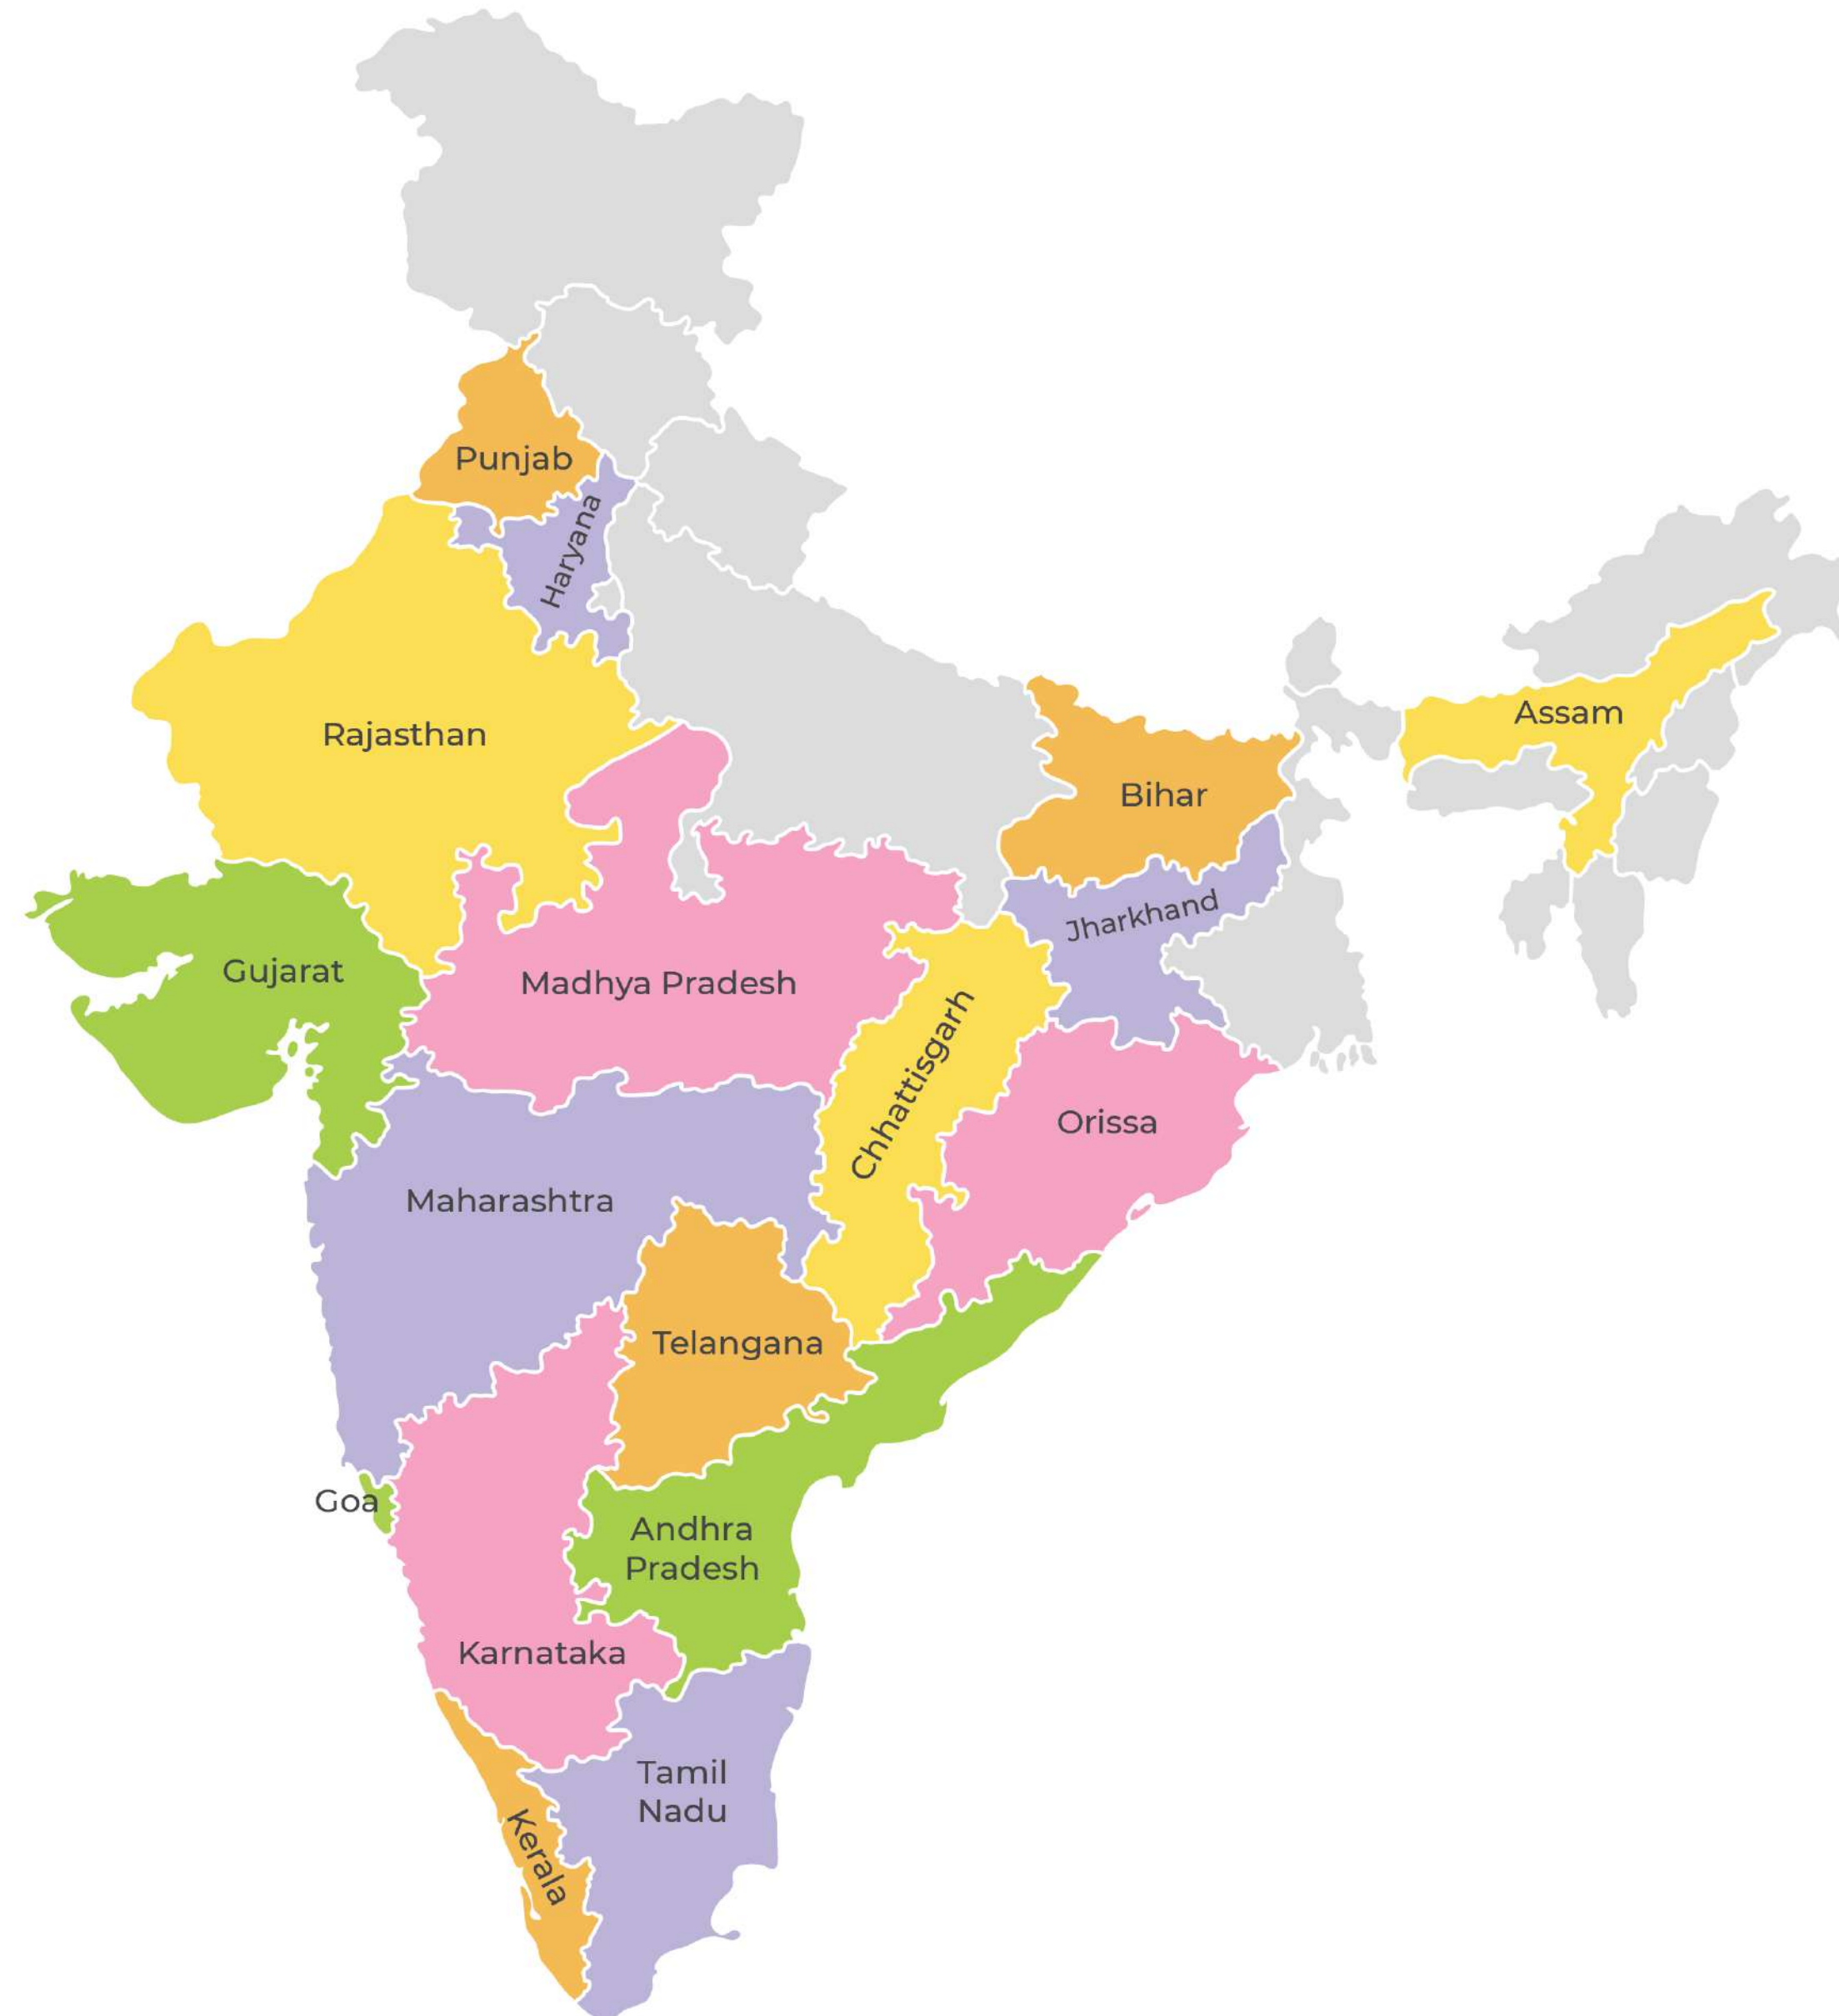 Punjab
Haryana
Rajasthan
Assam
Bihar
Jharkhand
Gujarat
Madhya Pradesh
Chhattisgarh
Orissa
Maharashtra
Telangana
Goa
Andhra
Pradesh
Karnataka
Tamil
Nadu
Kerala